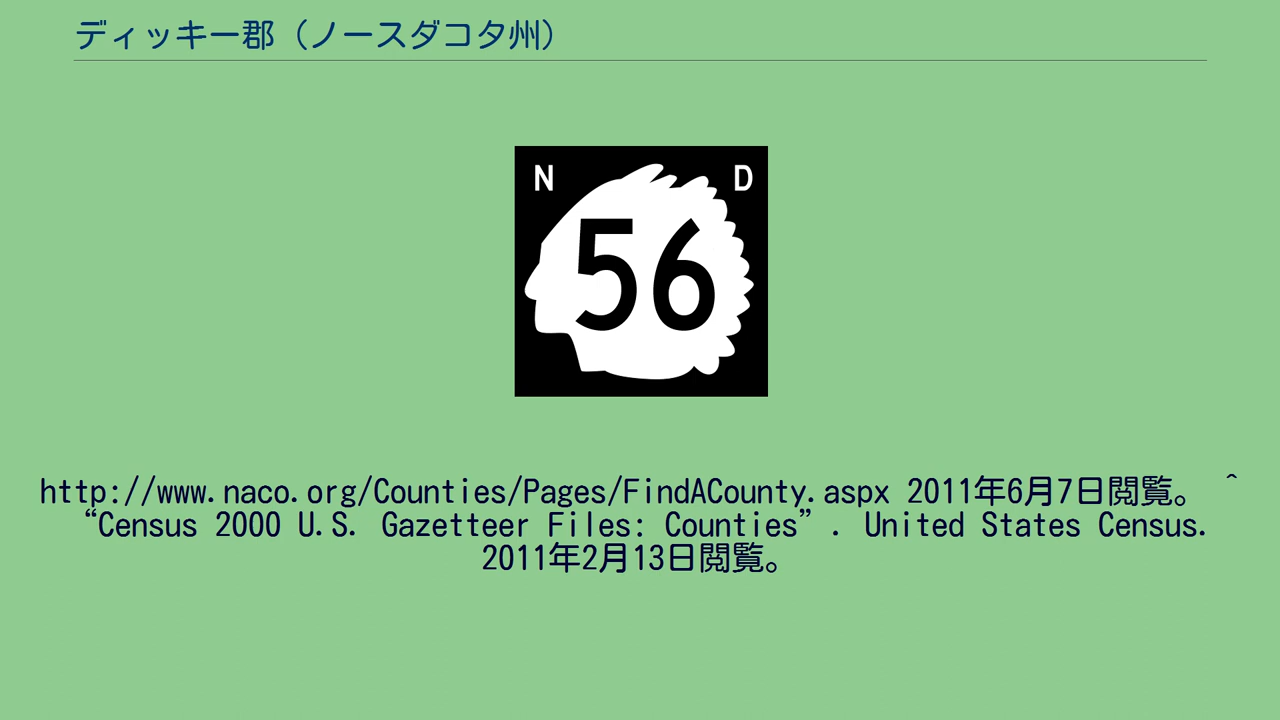 ディッキー郡（ノースダコタ州）
N D
56
http://www.naco.org/Counties/Pages/FindACounty.aspx 2011年6月7日閲覧。 ^
“Census 2000 U.S. Gazetteer Files: Counties”. United States Census.
2011年2月13日閲覧。